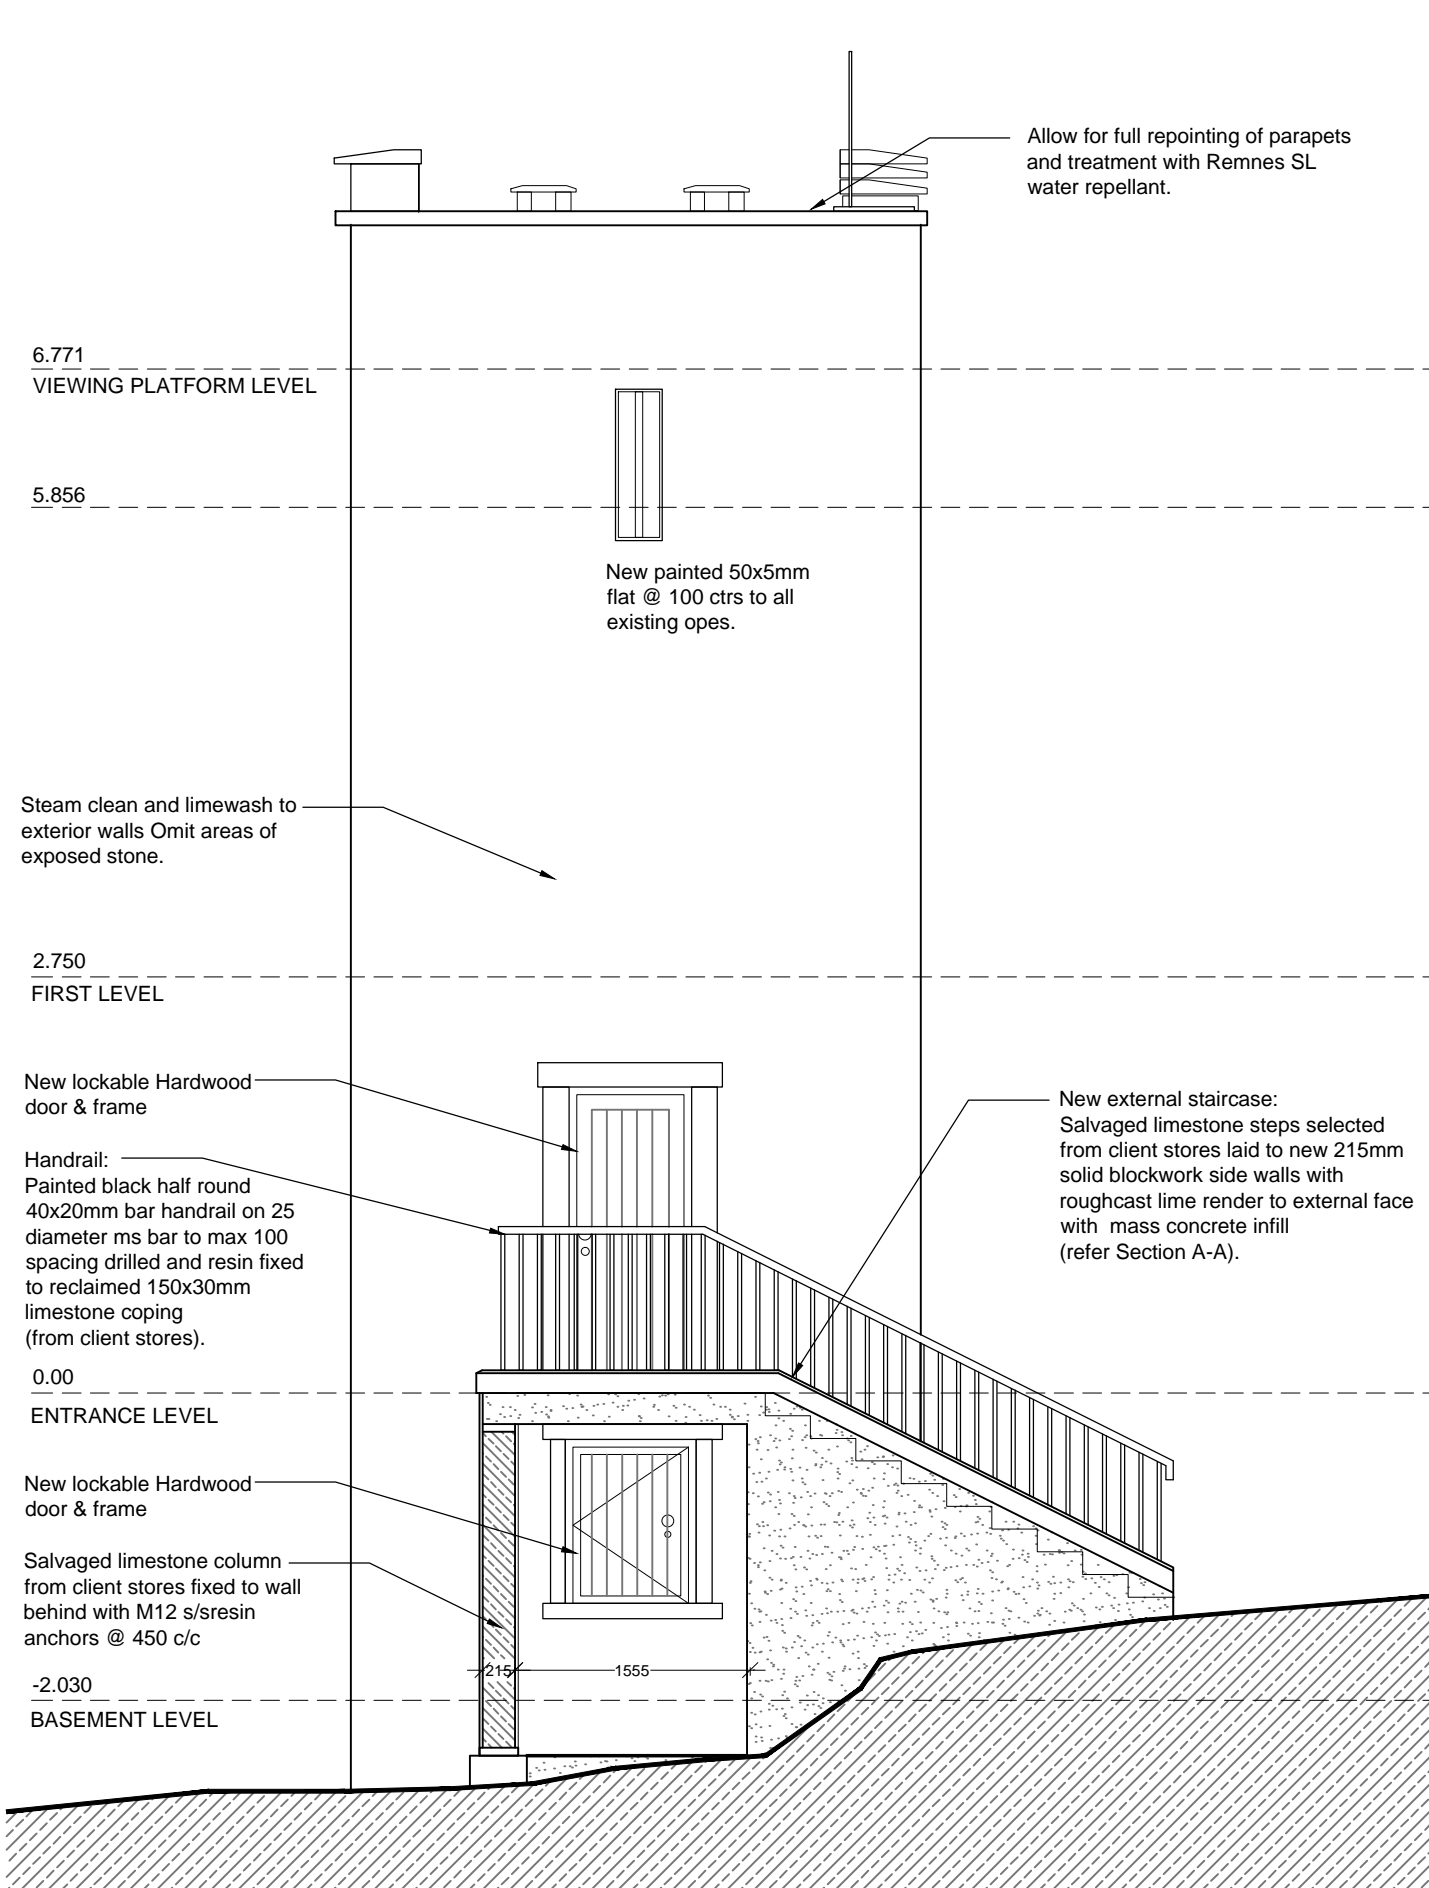 Allow for full repointing of parapets
and treatment with Remnes SL
water repellant.
6.771
VIEWING PLATFORM LEVEL
5.856
New painted 50x5mm
flat @ 100 ctrs to all
existing opes.
Steam clean and limewash to
exterior walls Omit areas of
exposed stone.
2.750
FIRST LEVEL
New lockable Hardwood
door & frame
Handrail:
Painted black half round
40x20mm bar handrail on 25
diameter ms bar to max 100
spacing drilled and resin fixed
to reclaimed 150x30mm
limestone coping
(from client stores).
New external staircase:
Salvaged limestone steps selected
from client stores laid to new 215mm
solid blockwork side walls with
roughcast lime render to external face
with mass concrete infill
(refer Section A-A).
0.00
ENTRANCE LEVEL
New lockable Hardwood
door & frame
Salvaged limestone column
from client stores fixed to wall
behind with M12 s/sresin
anchors @ 450 c/c
215
1555
-2.030
BASEMENT LEVEL